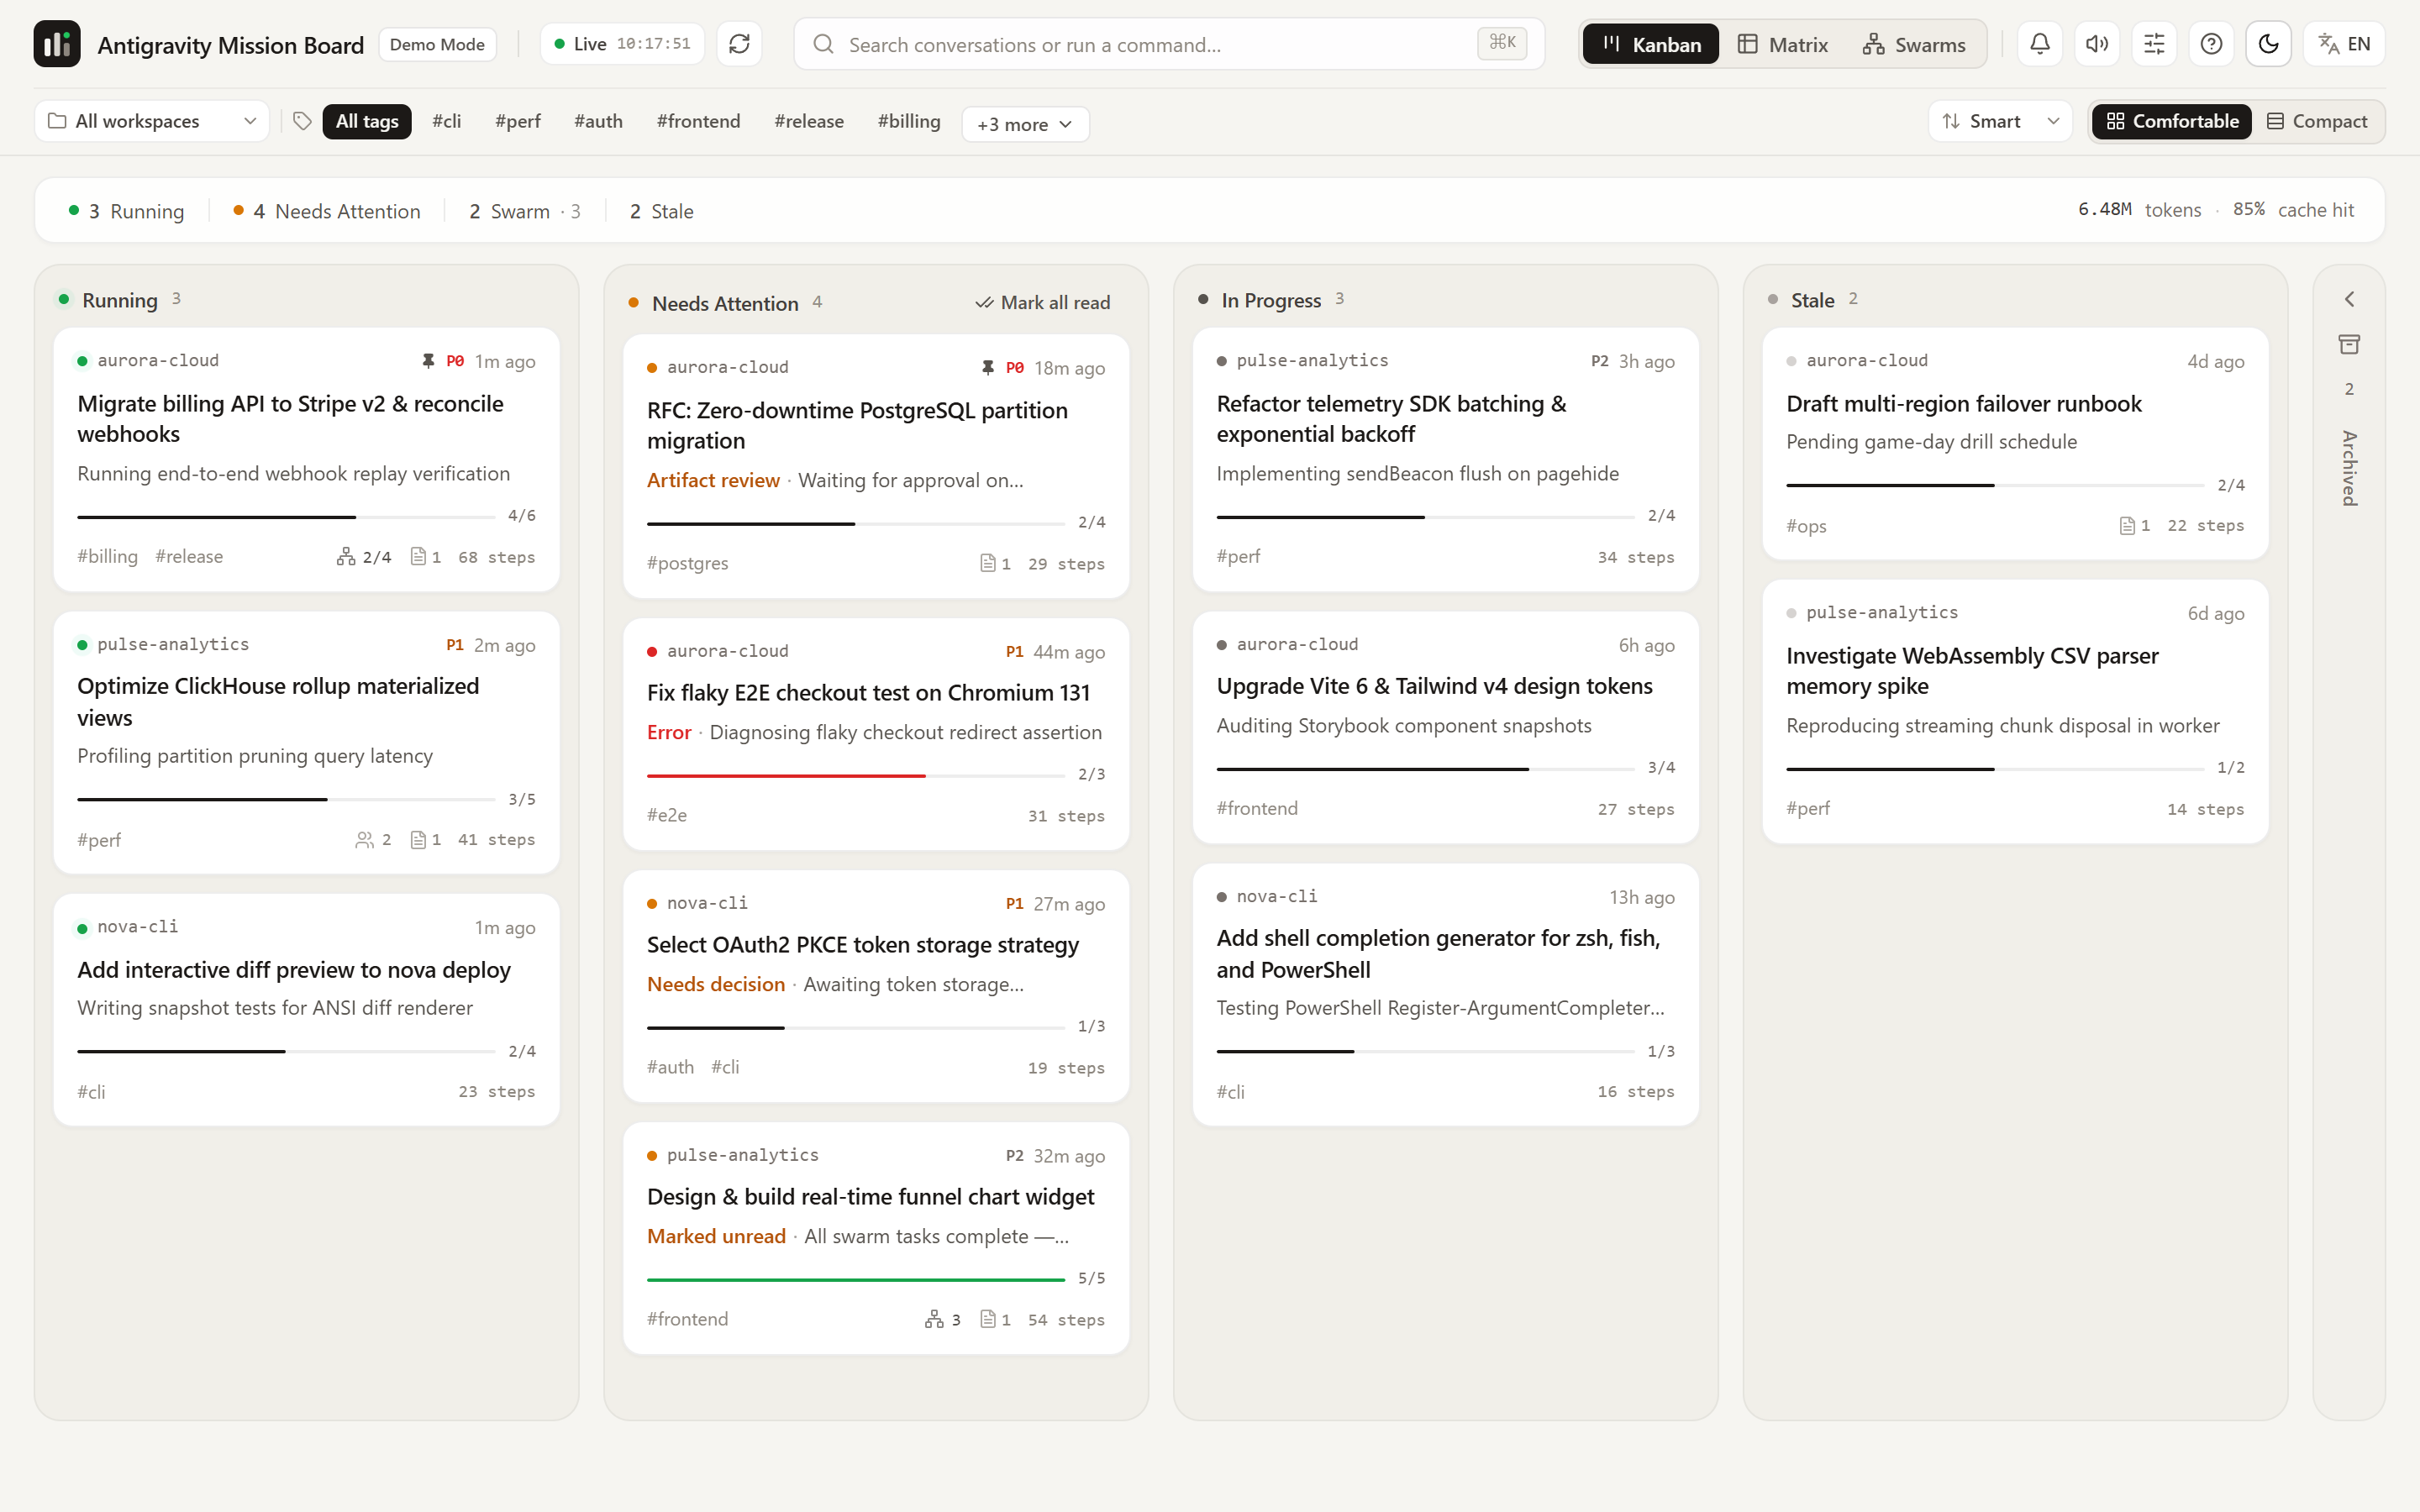 Antigravity Mission Board
Demo Mode
Live 10:17:51
Search conversations or run a command...
⌘K
Kanban
Matrix
Swarms
EN
All workspaces
All tags
#cli
#perf
#auth
#frontend
#release
#billing
+3 more
Smart
Comfortable
Compact
3 Running
4 Needs Attention
2 Swarm · 3
2 Stale
6.48M tokens · 85% cache hit
Running 3
aurora-cloud P0 1m ago
Migrate billing API to Stripe v2 & reconcile
webhooks
Running end-to-end webhook replay verification
4/6
#billing #release 2/4 1 68 steps
pulse-analytics P1 2m ago
Optimize ClickHouse rollup materialized
views
Profiling partition pruning query latency
3/5
#perf 2 1 41 steps
nova-cli 1m ago
Add interactive diff preview to nova deploy
Writing snapshot tests for ANSI diff renderer
2/4
#cli 23 steps
Needs Attention 4 Mark all read
aurora-cloud P0 18m ago
RFC: Zero-downtime PostgreSQL partition
migration
Artifact review · Waiting for approval on...
2/4
#postgres 1 29 steps
aurora-cloud P1 44m ago
Fix flaky E2E checkout test on Chromium 131
Error · Diagnosing flaky checkout redirect assertion
2/3
#e2e 31 steps
nova-cli P1 27m ago
Select OAuth2 PKCE token storage strategy
Needs decision · Awaiting token storage...
1/3
#auth #cli 19 steps
pulse-analytics P2 32m ago
Design & build real-time funnel chart widget
Marked unread · All swarm tasks complete —...
5/5
#frontend 3 1 54 steps
In Progress 3
pulse-analytics P2 3h ago
Refactor telemetry SDK batching &
exponential backoff
Implementing sendBeacon flush on pagehide
2/4
#perf 34 steps
aurora-cloud 6h ago
Upgrade Vite 6 & Tailwind v4 design tokens
Auditing Storybook component snapshots
3/4
#frontend 27 steps
nova-cli 13h ago
Add shell completion generator for zsh, fish,
and PowerShell
Testing PowerShell Register-ArgumentCompleter...
1/3
#cli 16 steps
Stale 2
aurora-cloud 4d ago
Draft multi-region failover runbook
Pending game-day drill schedule
2/4
#ops 1 22 steps
pulse-analytics 6d ago
Investigate WebAssembly CSV parser
memory spike
Reproducing streaming chunk disposal in worker
1/2
#perf 14 steps
2
Archived